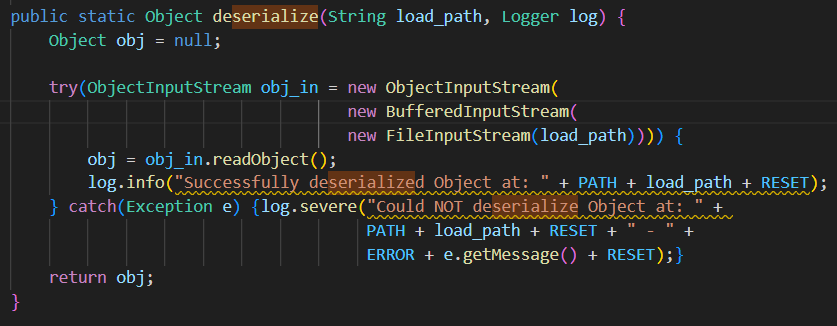 public static Object deserialize(String load_path, Logger log) {
    Object obj = null;

    try(ObjectInputStream obj_in = new ObjectInputStream(
                                   new BufferedInputStream(
                                   new FileInputStream(load_path)))) {
        obj = obj_in.readObject();
        log.info("Successfully deserialized Object at: " + PATH + load_path + RESET);
    } catch(Exception e) {log.severe("Could NOT deserialize Object at: " +
                                     PATH + load_path + RESET + " - " +
                                     ERROR + e.getMessage() + RESET);}
    return obj;
}